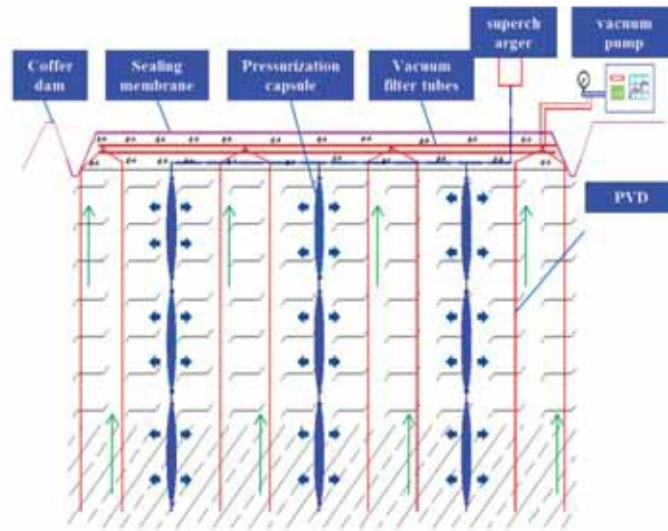 superch
arger
vacuum
pump
Coffer
dam
Sealing
membrane
Pressurization
capsule
Vacuum
filter tubes
PVD